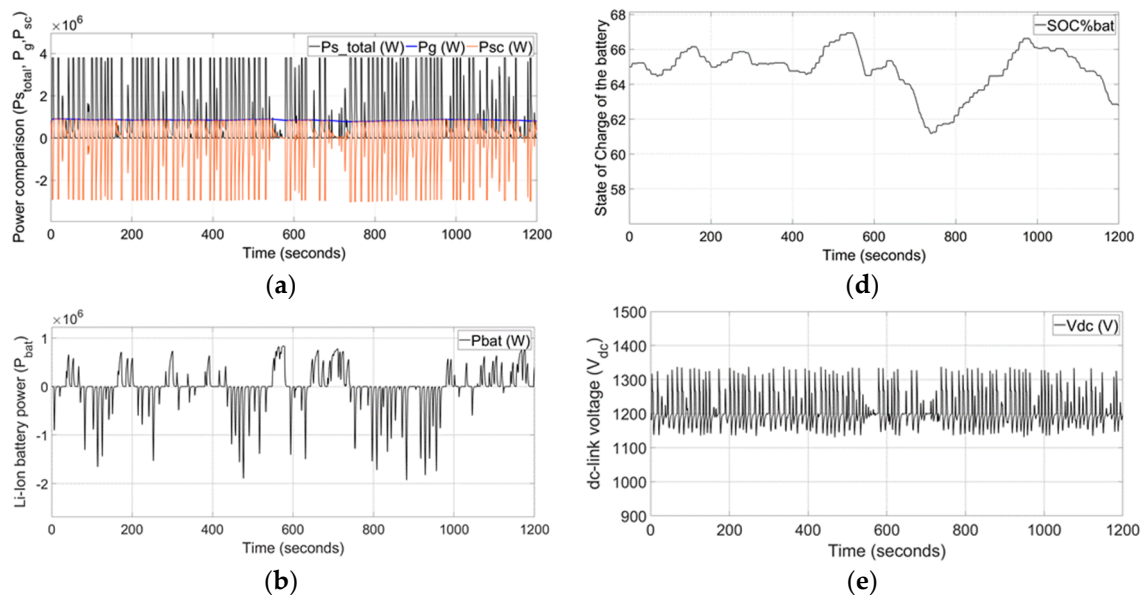 ×10⁶
Ps_total (W) Pg (W) Psc (W)
Power comparison (Ps_total, P_g,P_sc)
4
2
0
-2
0 200 400 600 800 1000 1200
Time (seconds)
(a)
68
66
64
62
60
58
SOC%bat
State of Charge of the battery
0 200 400 600 800 1000 1200
Time (seconds)
(d)
×10⁶
Pbat (W)
Li-Ion battery power (P_bat)
1
0
-1
-2
0 200 400 600 800 1000 1200
Time (seconds)
(b)
1500
1400
1300
1200
1100
1000
900
Vdc (V)
dc-link voltage (V_dc)
0 200 400 600 800 1000 1200
Time (seconds)
(e)